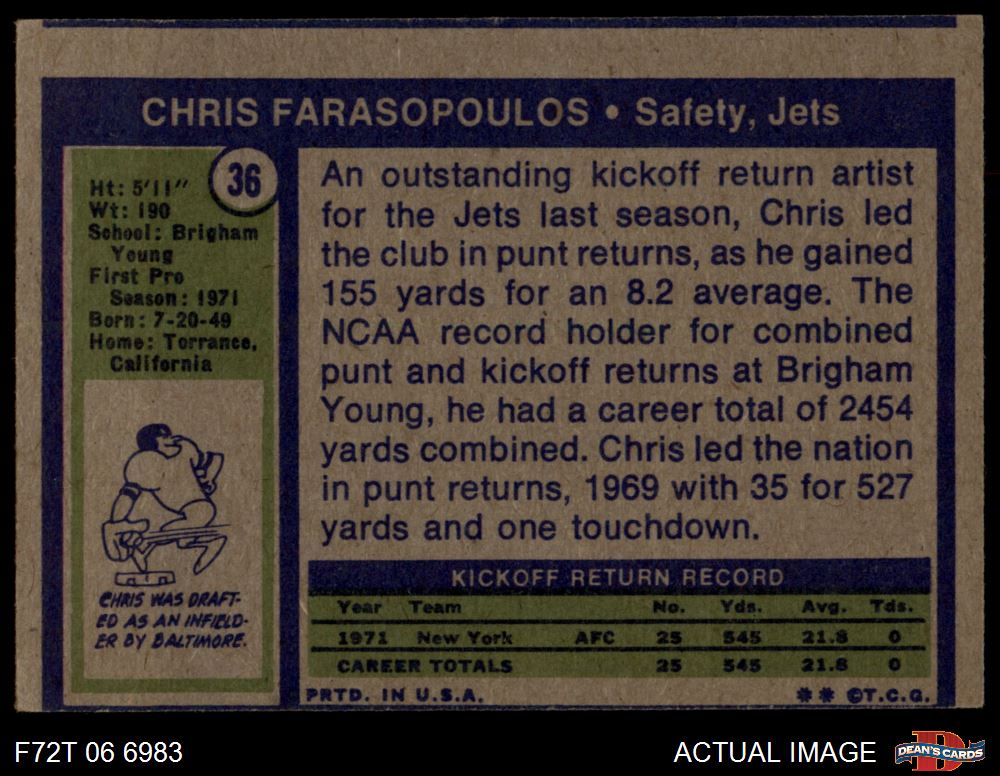 CHRIS FARASOPOULOS • Safety, Jets
36
Ht: 5'11"
Wt: 190
School: Brigham
Young
First Pro
Season: 1971
Born: 7-20-49
Home: Torrance,
California
CHRIS WAS DRAFT-
ED AS AN INFIELD-
ER BY BALTIMORE.
An outstanding kickoff return artist
for the Jets last season, Chris led
the club in punt returns, as he gained
155 yards for an 8.2 average. The
NCAA record holder for combined
punt and kickoff returns at Brigham
Young, he had a career total of 2454
yards combined. Chris led the nation
in punt returns, 1969 with 35 for 527
yards and one touchdown.
KICKOFF RETURN RECORD
Year Team No. Yds. Avg. Tds.
1971 New York AFC 25 545 21.8 0
CAREER TOTALS 25 545 21.8 0
PRTD. IN U.S.A. ** ©T.C.G.
F72T 06 6983 ACTUAL IMAGE DEAN'S CARDS